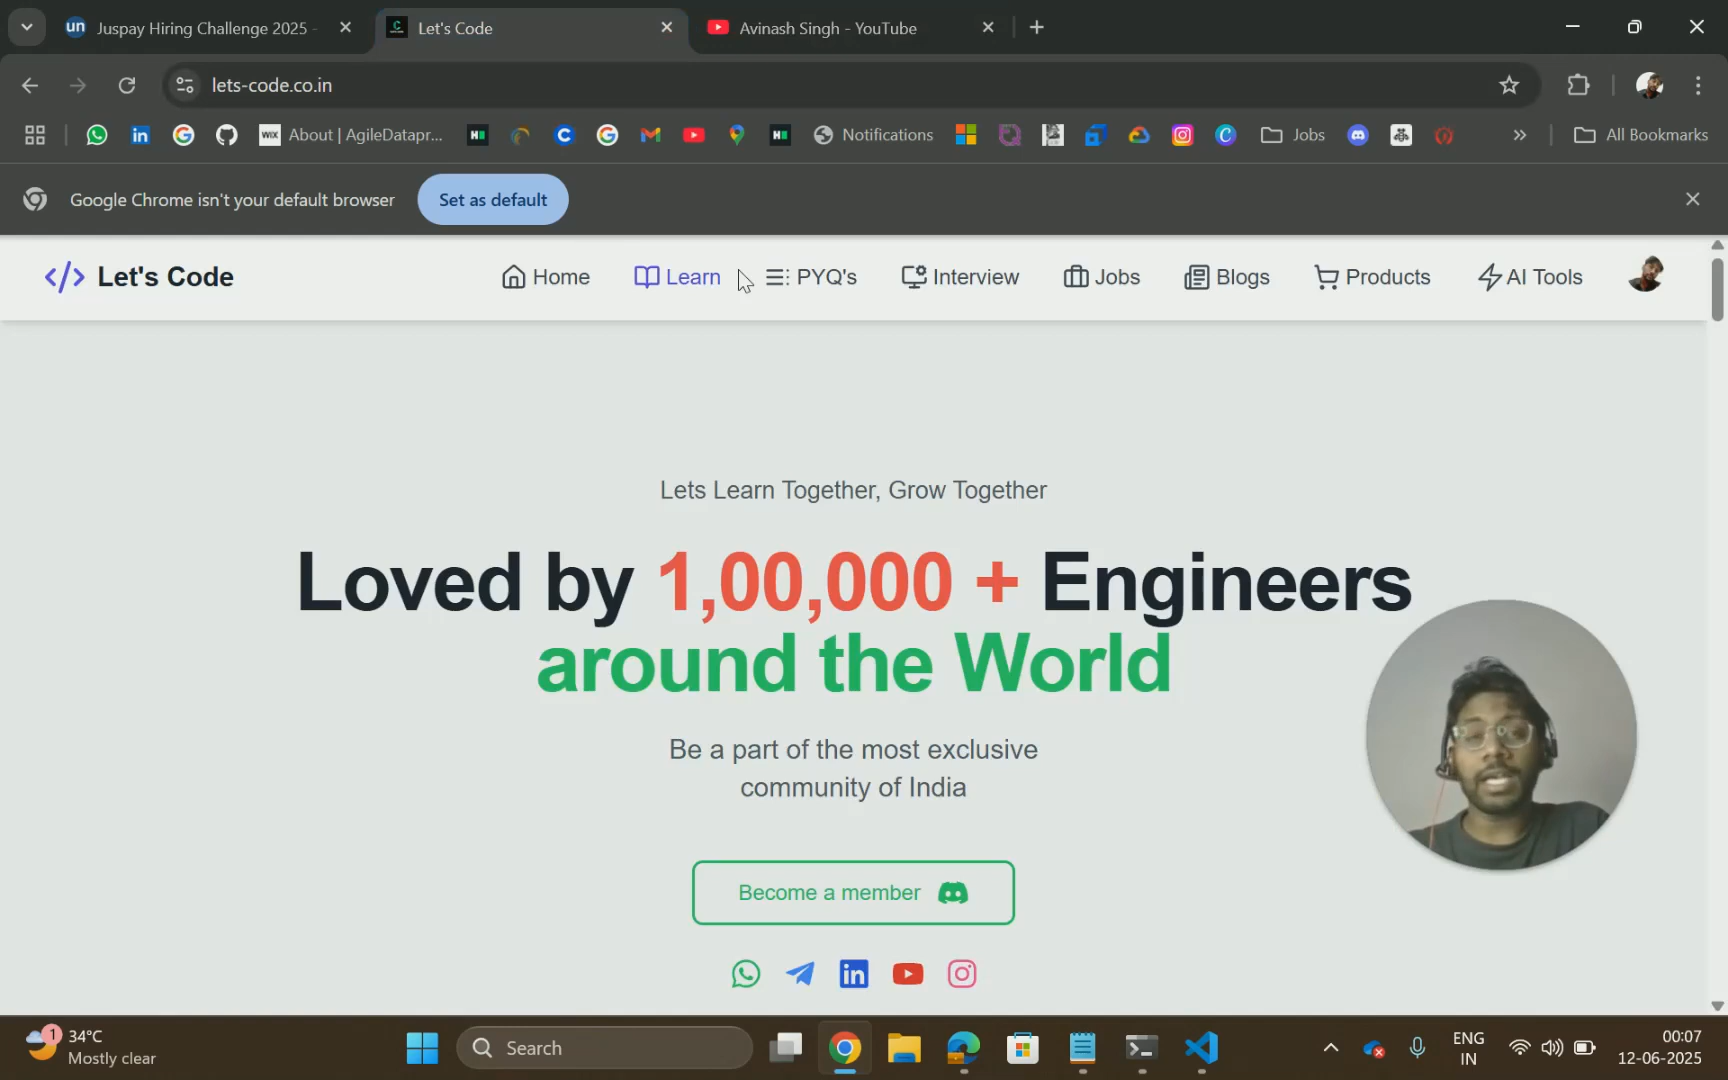 un Juspay Hiring Challenge 2025 -
Let's Code
Avinash Singh - YouTube
lets-code.co.in
WIX About | AgileDatapr...
Notifications
Jobs
All Bookmarks
Google Chrome isn't your default browser
Set as default
</> Let's Code
Home
Learn
PYQ's
Interview
Jobs
Blogs
Products
AI Tools
Lets Learn Together, Grow Together
Loved by 1,00,000 + Engineers
around the World
Be a part of the most exclusive
community of India
Become a member
1
34°C
Mostly clear
Search
ENG
IN
00:07
12-06-2025